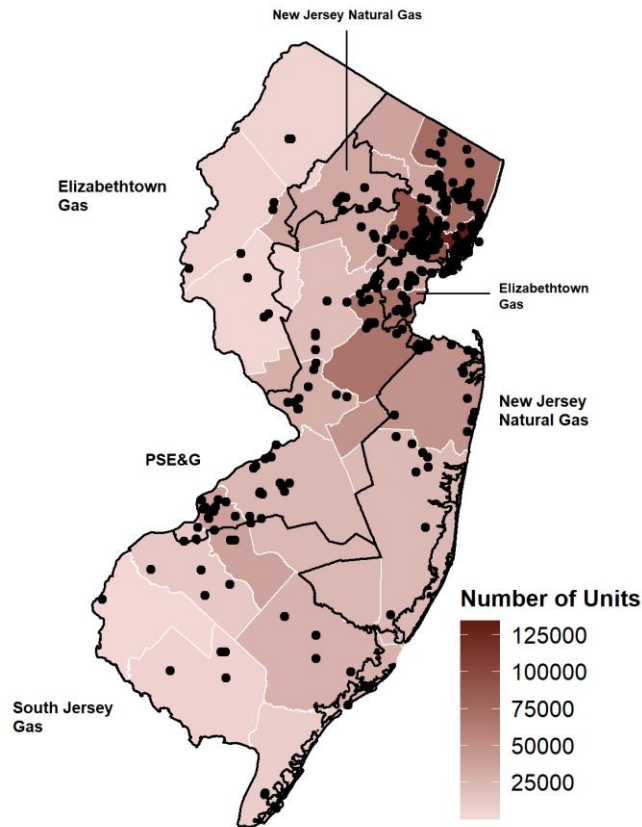 New Jersey Natural Gas
Elizabethtown
Gas
Elizabethtown
Gas
New Jersey
Natural Gas
PSE&G
Number of Units
125000
100000
75000
50000
25000
South Jersey
Gas